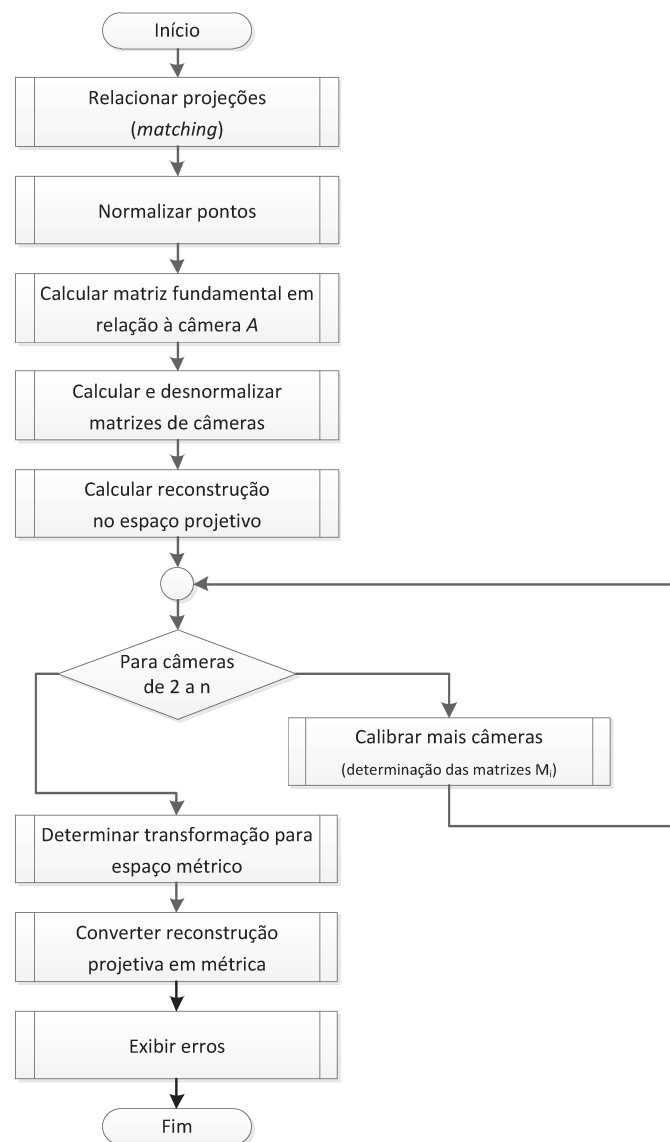 Início
Relacionar projeções
(matching)
Normalizar pontos
Calcular matriz fundamental em
relação à câmera A
Calcular e desnormalizar
matrizes de câmeras
Calcular reconstrução
no espaço projetivo
Para câmeras
de 2 a n
Calibrar mais câmeras
(determinação das matrizes Mᵢ)
Determinar transformação para
espaço métrico
Converter reconstrução
projetiva em métrica
Exibir erros
Fim